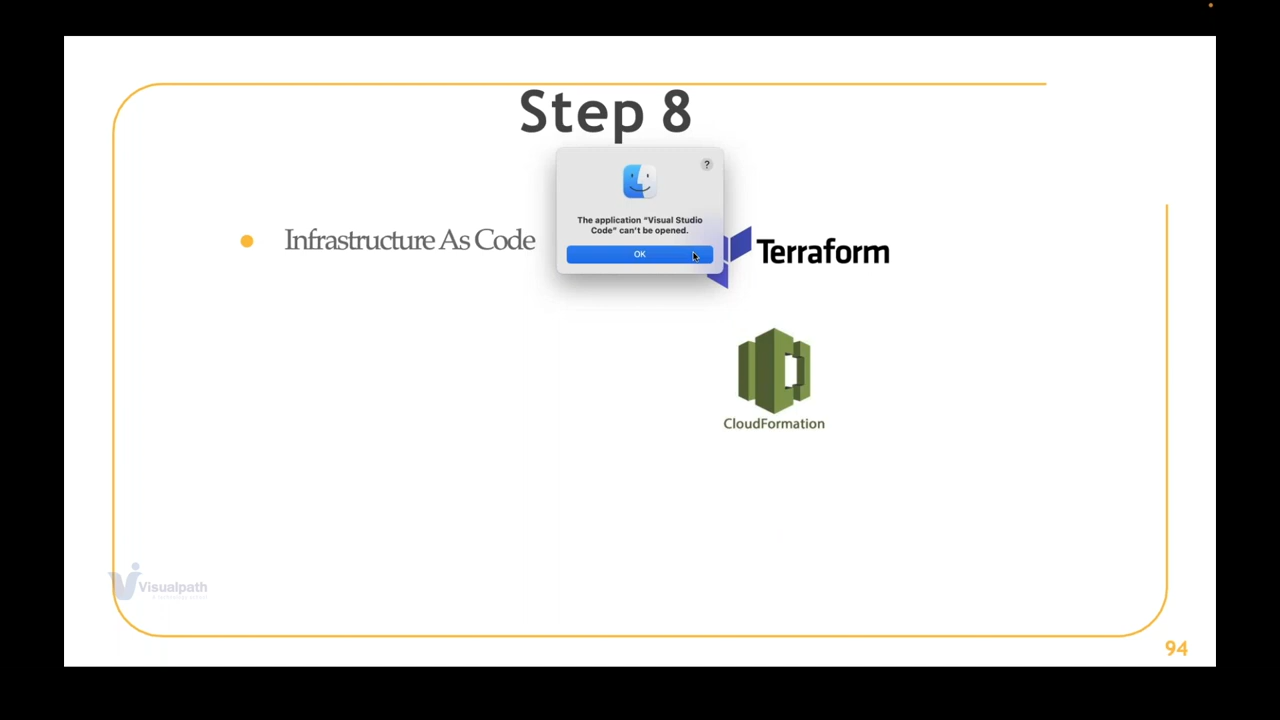 Step 8
?
The application “Visual Studio
Code” can’t be opened.
OK
Infrastructure As Code
Terraform
CloudFormation
Visualpath
94